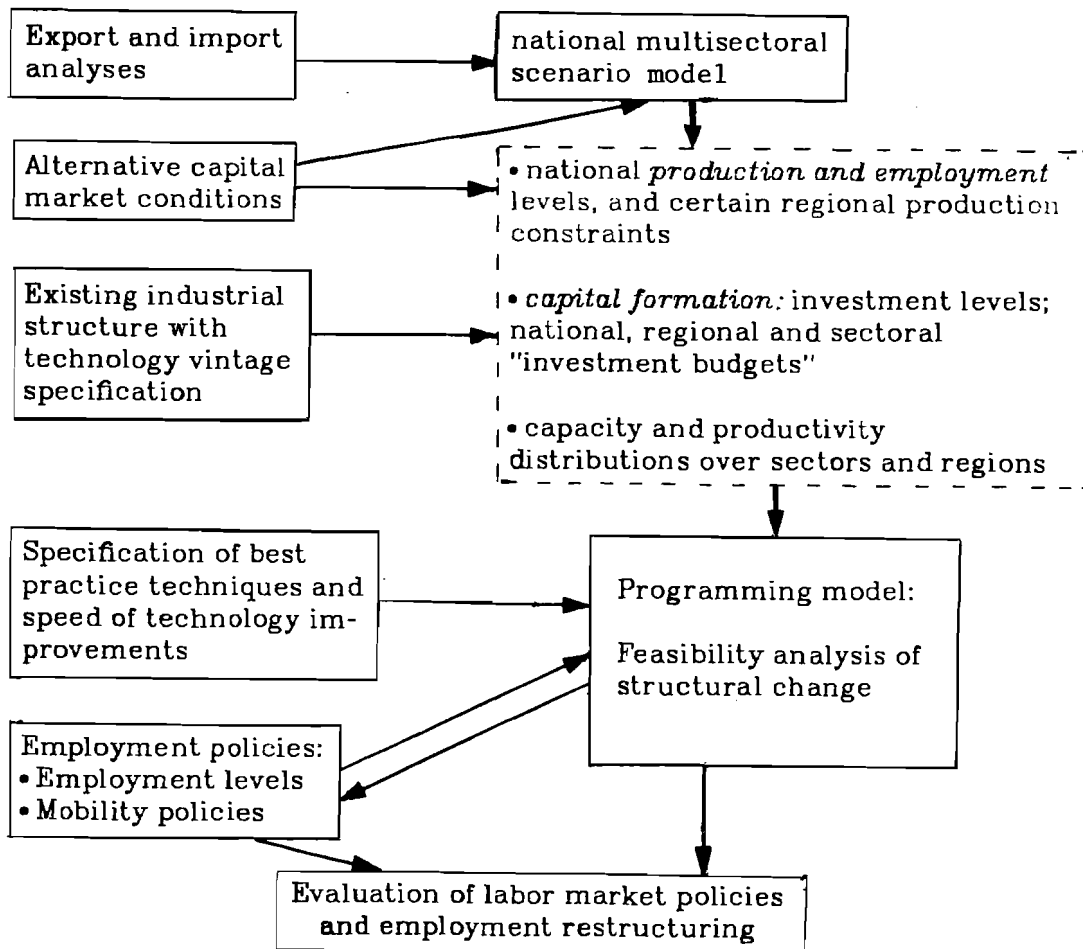 Export and import
analyses
national multisectoral
scenario model
Alternative capital
market conditions
• national production and employment
levels, and certain regional production
constraints
Existing industrial
structure with
technology vintage
specification
• capital formation: investment levels;
national, regional and sectoral
"investment budgets"
• capacity and productivity
distributions over sectors and regions
Specification of best
practice techniques and
speed of technology im-
provements
Programming model:
Feasibility analysis of
structural change
Employment policies:
• Employment levels
• Mobility policies
Evaluation of labor market policies
and employment restructuring